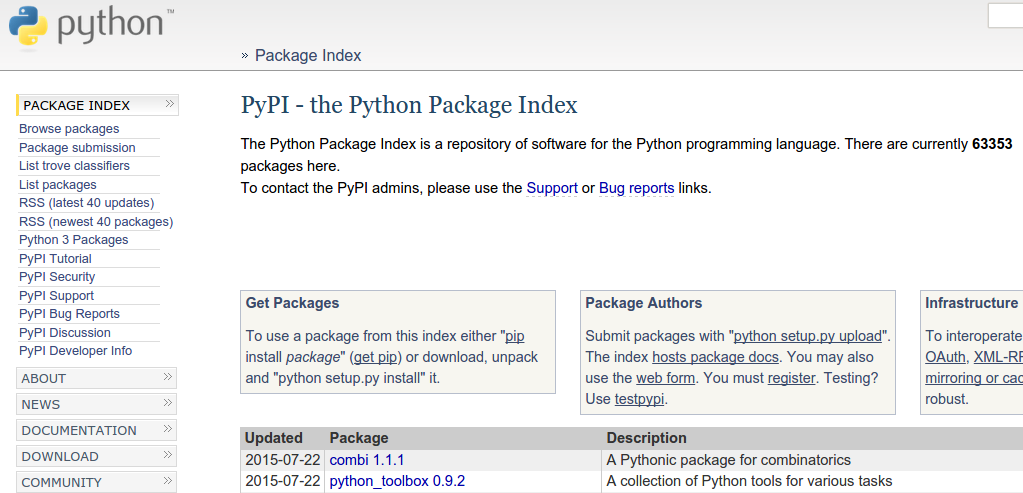 python™
» Package Index
PACKAGE INDEX »
Browse packages
Package submission
List trove classifiers
List packages
RSS (latest 40 updates)
RSS (newest 40 packages)
Python 3 Packages
PyPI Tutorial
PyPI Security
PyPI Support
PyPI Bug Reports
PyPI Discussion
PyPI Developer Info
ABOUT »
NEWS »
DOCUMENTATION »
DOWNLOAD »
COMMUNITY »
PyPI - the Python Package Index
The Python Package Index is a repository of software for the Python programming language. There are currently 63353
packages here.
To contact the PyPI admins, please use the Support or Bug reports links.
Get Packages
To use a package from this index either "pip
install package" (get pip) or download, unpack
and "python setup.py install" it.
Package Authors
Submit packages with "python setup.py upload".
The index hosts package docs. You may also
use the web form. You must register. Testing?
Use testpypi.
Infrastructure
To interoperate
OAuth, XML-RP
mirroring or cac
robust.
Updated Package Description
2015-07-22 combi 1.1.1 A Pythonic package for combinatorics
2015-07-22 python_toolbox 0.9.2 A collection of Python tools for various tasks